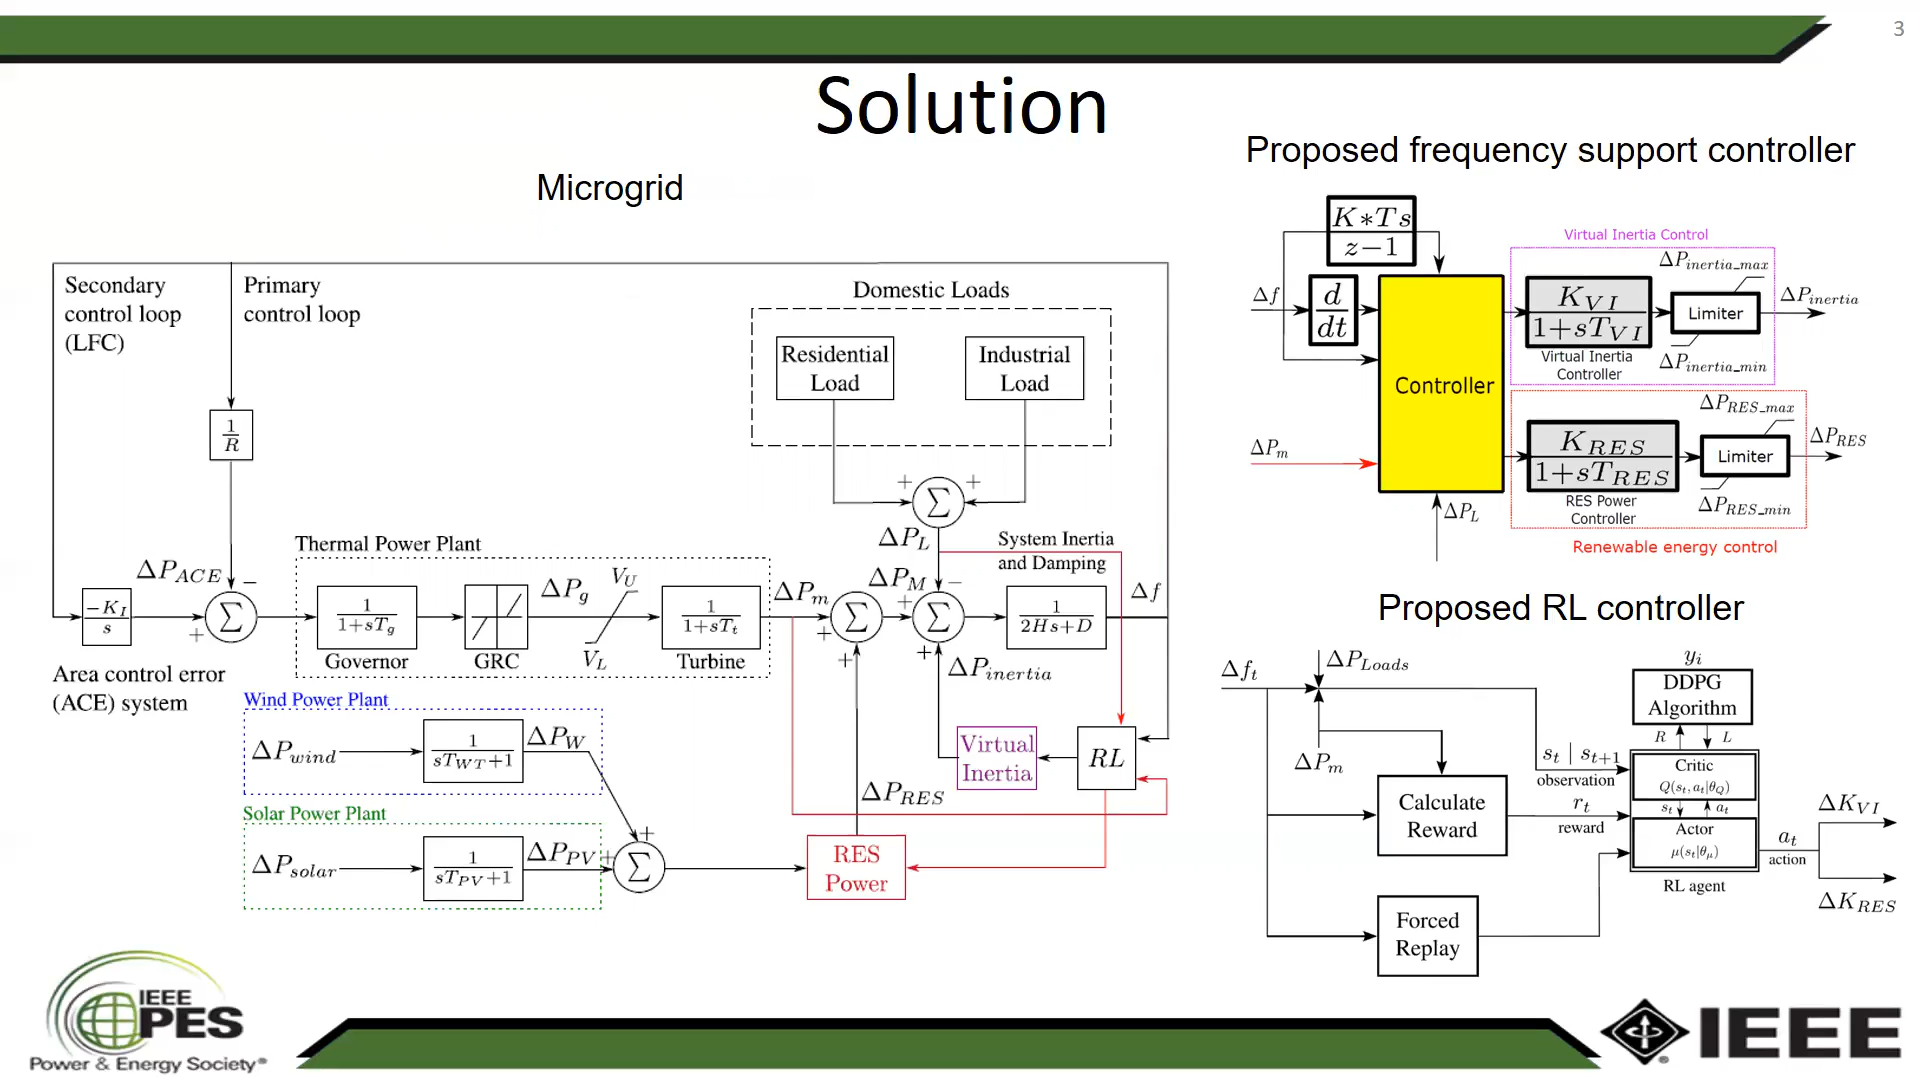 3
Solution
Microgrid
Secondary
control loop
(LFC)
Primary
control loop
1
R
ΔP_ACE
−
−K_I
s
+
Σ
Area control error
(ACE) system
Thermal Power Plant
1
1+sT_g
Governor
GRC
ΔP_g
V_U
V_L
1
1+sT_t
Turbine
ΔP_m
Domestic Loads
Residential
Load
Industrial
Load
+ +
Σ
ΔP_L
System Inertia
and Damping
ΔP_M
−
+
Σ
+
Σ
+
+
1
2Hs+D
Δf
ΔP_inertia
Virtual
Inertia
RL
ΔP_RES
RES
Power
Wind Power Plant
ΔP_wind
1
sT_WT+1
ΔP_W
Solar Power Plant
ΔP_solar
1
sT_PV+1
ΔP_PV
+
+
Σ
Proposed frequency support controller
K∗Ts
z−1
Δf
d
dt
ΔP_m
Controller
ΔP_L
Virtual Inertia Control
K_VI
1+sT_VI
Virtual Inertia
Controller
ΔP_inertia_max
Limiter
ΔP_inertia_min
ΔP_inertia
K_RES
1+sT_RES
RES Power
Controller
ΔP_RES_max
Limiter
ΔP_RES_min
ΔP_RES
Renewable energy control
Proposed RL controller
Δf_t
ΔP_Loads
ΔP_m
Calculate
Reward
Forced
Replay
s_t | s_t+1
observation
r_t
reward
y_i
DDPG
Algorithm
R L
Critic
Q(s_t, a_t|θ_Q)
s_t a_t
Actor
μ(s_t|θ_μ)
RL agent
a_t
action
ΔK_VI
ΔK_RES
IEEE
PES
Power & Energy Society®
IEEE